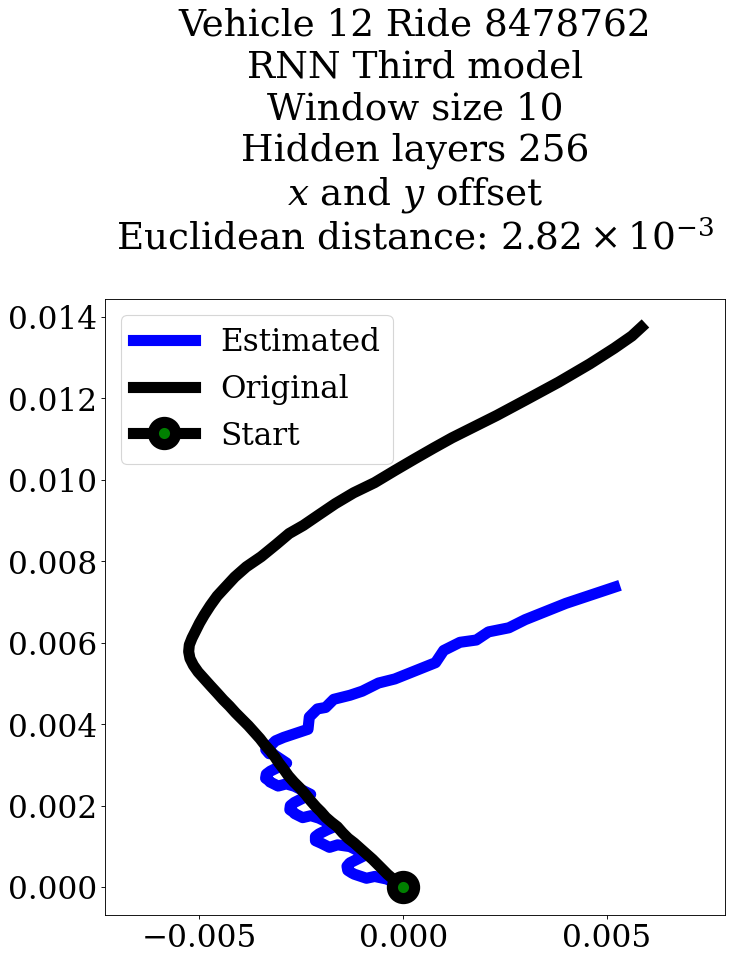 Vehicle 12 Ride 8478762
RNN Third model
Window size 10
Hidden layers 256
x and y offset
Euclidean distance: 2.82 × 10⁻³
Estimated
Original
Start
0.014
0.012
0.010
0.008
0.006
0.004
0.002
0.000
−0.005 0.000 0.005